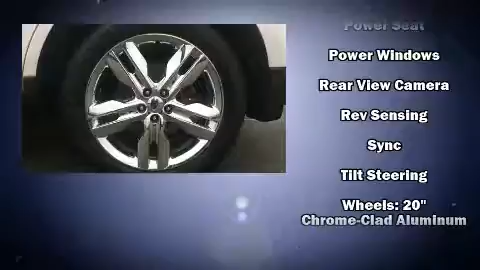 Power Seat
Power Windows
Rear View Camera
Rev Sensing
Sync
Tilt Steering
Wheels: 20"
Chrome-Clad Aluminum